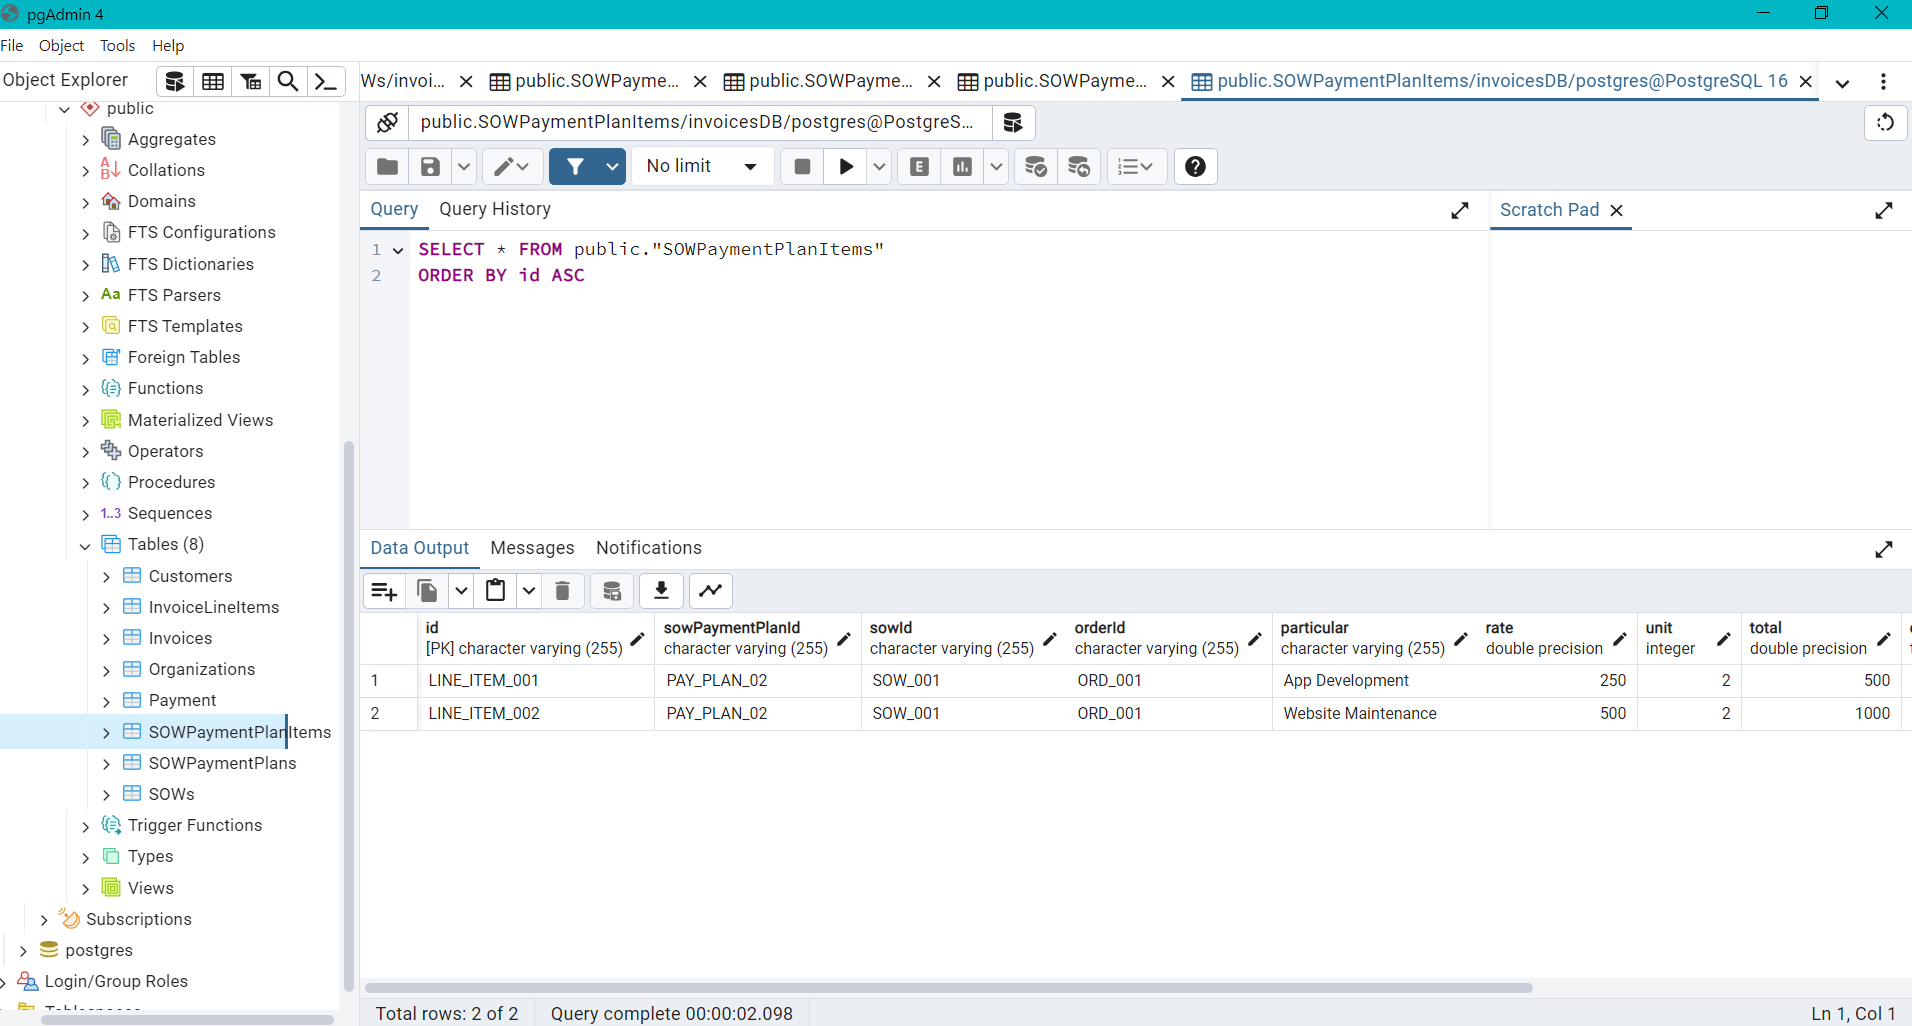 pgAdmin 4
File Object Tools Help
Object Explorer
Ws/invoi... public.SOWPayme... public.SOWPayme... public.SOWPayme... public.SOWPaymentPlanItems/invoicesDB/postgres@PostgreSQL 16
public.SOWPaymentPlanItems/invoicesDB/postgres@PostgreS...
No limit
E
Query Query History
Scratch Pad
1 SELECT * FROM public."SOWPaymentPlanItems"
2 ORDER BY id ASC
public
Aggregates
Collations
Domains
FTS Configurations
FTS Dictionaries
Aa FTS Parsers
FTS Templates
Foreign Tables
Functions
Materialized Views
Operators
Procedures
1..3 Sequences
Tables (8)
Customers
InvoiceLineItems
Invoices
Organizations
Payment
SOWPaymentPlanItems
SOWPaymentPlans
SOWs
Trigger Functions
Types
Views
Subscriptions
postgres
Login/Group Roles
Data Output Messages Notifications
id sowPaymentPlanId sowId orderId particular rate unit total
[PK] character varying (255) character varying (255) character varying (255) character varying (255) character varying (255) double precision integer double precision
1 LINE_ITEM_001 PAY_PLAN_02 SOW_001 ORD_001 App Development 250 2 500
2 LINE_ITEM_002 PAY_PLAN_02 SOW_001 ORD_001 Website Maintenance 500 2 1000
Total rows: 2 of 2 Query complete 00:00:02.098 Ln 1, Col 1